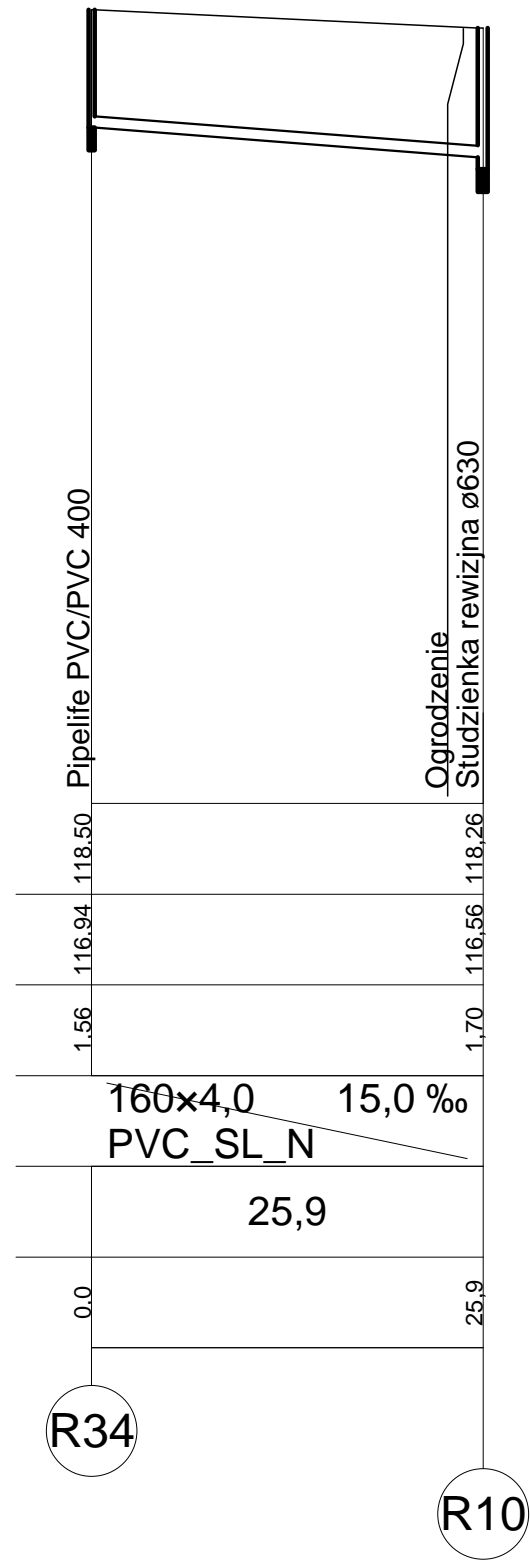 Pipelife PVC/PVC 400
Ogrodzenie
Studzienka rewizjna ø630
118,50
118,26
116,94
116,56
1,56
1,70
160×4,0
15,0 ‰
PVC_SL_N
25,9
0,0
25,9
R34
R10